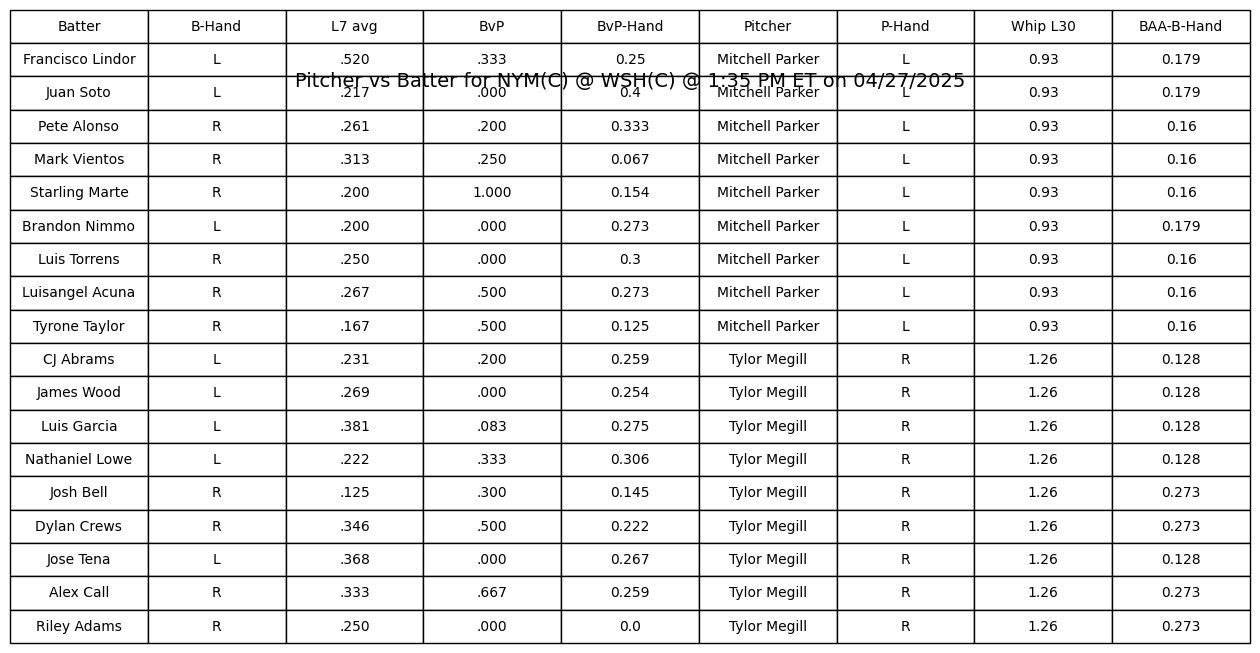 Batter B-Hand L7 avg BvP BvP-Hand Pitcher P-Hand Whip L30 BAA-B-Hand
Francisco Lindor L .520 .333 0.25 Mitchell Parker L 0.93 0.179
Pitcher vs Batter for NYM(C) @ WSH(C) @ 1:35 PM ET on 04/27/2025
Juan Soto L .217 .000 0.4 Mitchell Parker L 0.93 0.179
Pete Alonso R .261 .200 0.333 Mitchell Parker L 0.93 0.16
Mark Vientos R .313 .250 0.067 Mitchell Parker L 0.93 0.16
Starling Marte R .200 1.000 0.154 Mitchell Parker L 0.93 0.16
Brandon Nimmo L .200 .000 0.273 Mitchell Parker L 0.93 0.179
Luis Torrens R .250 .000 0.3 Mitchell Parker L 0.93 0.16
Luisangel Acuna R .267 .500 0.273 Mitchell Parker L 0.93 0.16
Tyrone Taylor R .167 .500 0.125 Mitchell Parker L 0.93 0.16
CJ Abrams L .231 .200 0.259 Tylor Megill R 1.26 0.128
James Wood L .269 .000 0.254 Tylor Megill R 1.26 0.128
Luis Garcia L .381 .083 0.275 Tylor Megill R 1.26 0.128
Nathaniel Lowe L .222 .333 0.306 Tylor Megill R 1.26 0.128
Josh Bell R .125 .300 0.145 Tylor Megill R 1.26 0.273
Dylan Crews R .346 .500 0.222 Tylor Megill R 1.26 0.273
Jose Tena L .368 .000 0.267 Tylor Megill R 1.26 0.128
Alex Call R .333 .667 0.259 Tylor Megill R 1.26 0.273
Riley Adams R .250 .000 0.0 Tylor Megill R 1.26 0.273